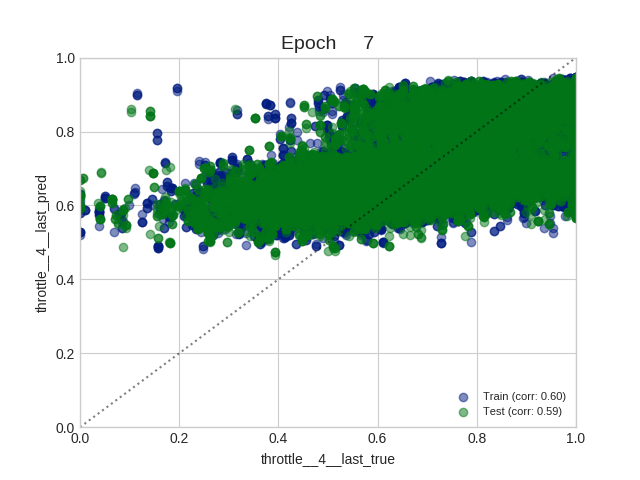 Epoch 7
1.0
0.8
0.6
0.4
0.2
0.0
throttle__4__last_pred
0.0 0.2 0.4 0.6 0.8 1.0
throttle__4__last_true
Train (corr: 0.60)
Test (corr: 0.59)